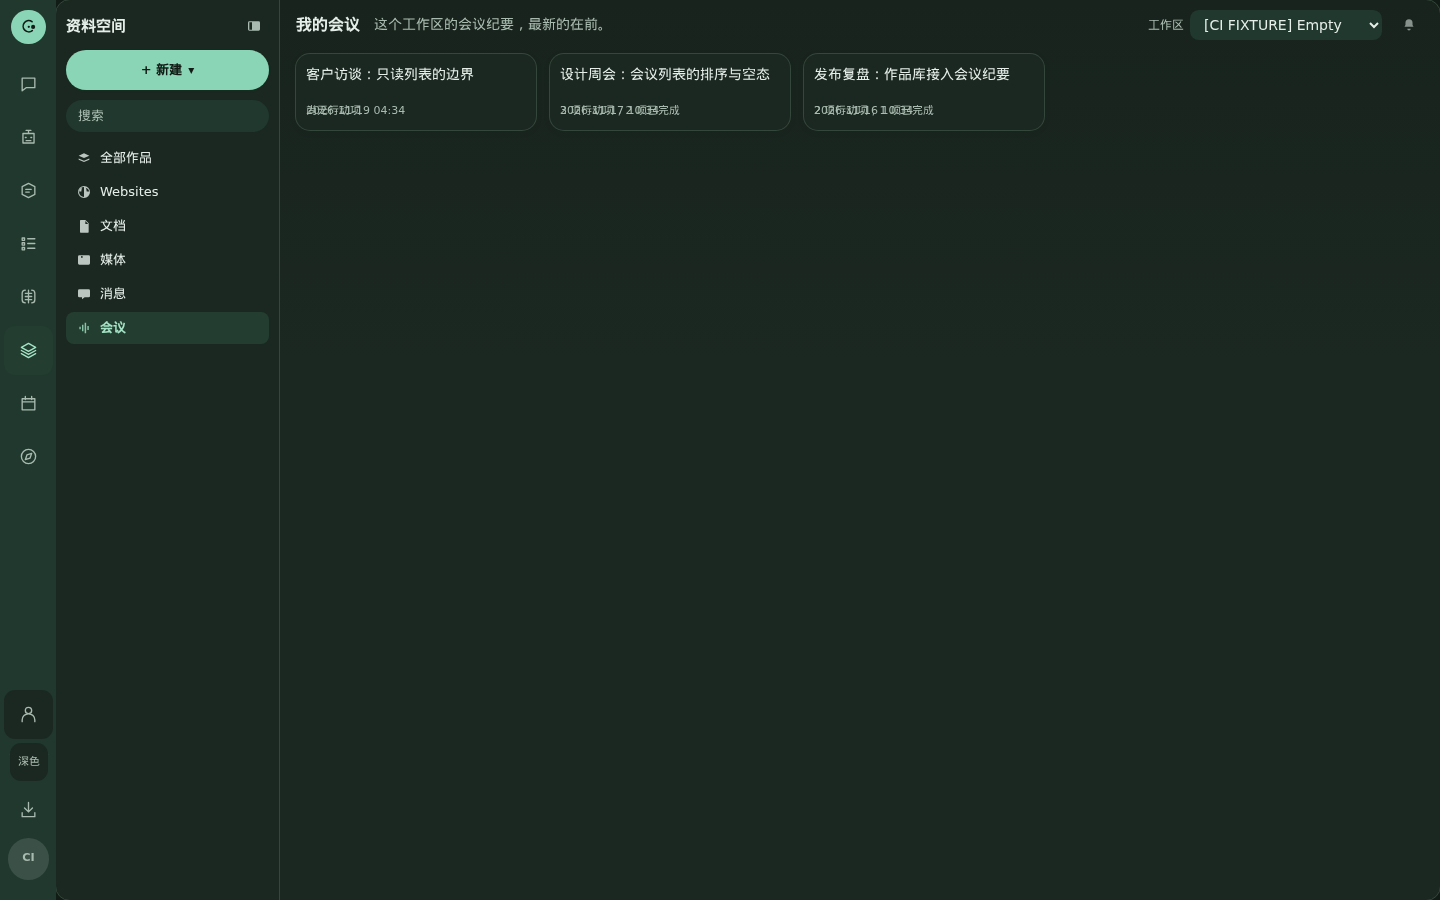 资料空间
+ 新建 ▾
搜索
全部作品
Websites
文档
媒体
消息
会议
深色
CI
我的会议
这个工作区的会议纪要，最新的在前。
工作区
[CI FIXTURE] Empty
客户访谈：只读列表的边界
设计周会：会议列表的排序与空态
发布复盘：作品库接入会议纪要